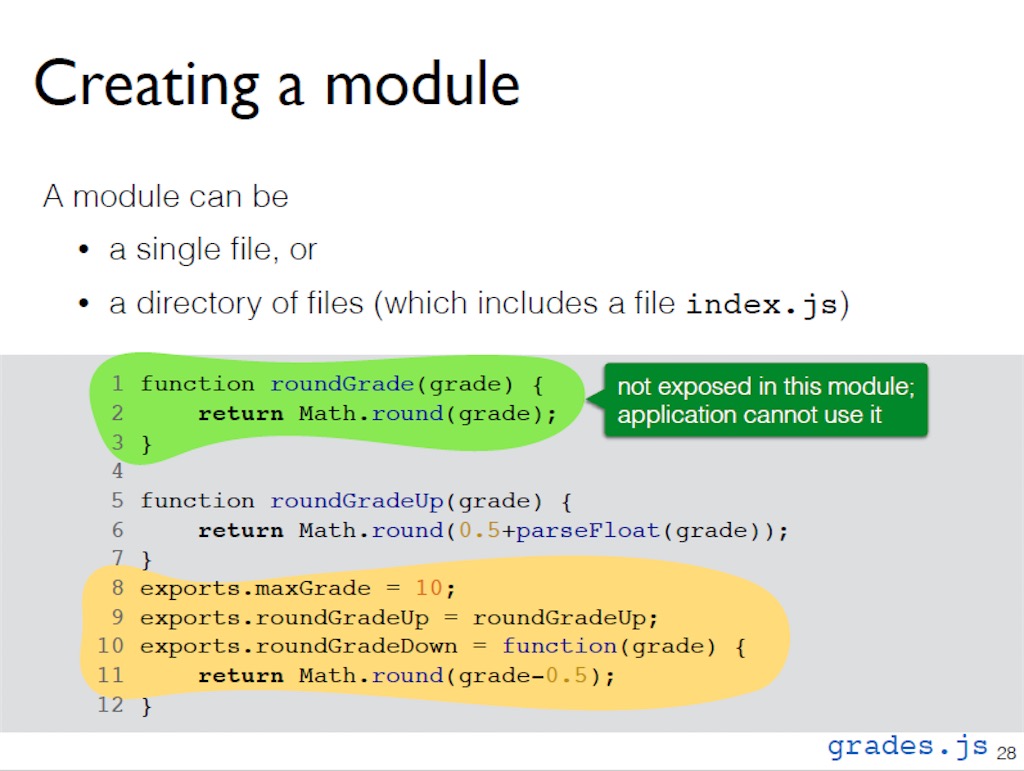 Creating a module
A module can be
• a single file, or
• a directory of files (which includes a file index.js)
1 function roundGrade(grade) {
2     return Math.round(grade);
3 }
not exposed in this module;
application cannot use it
4
5 function roundGradeUp(grade) {
6     return Math.round(0.5+parseFloat(grade));
7 }
8 exports.maxGrade = 10;
9 exports.roundGradeUp = roundGradeUp;
10 exports.roundGradeDown = function(grade) {
11     return Math.round(grade-0.5);
12 }
grades.js 28